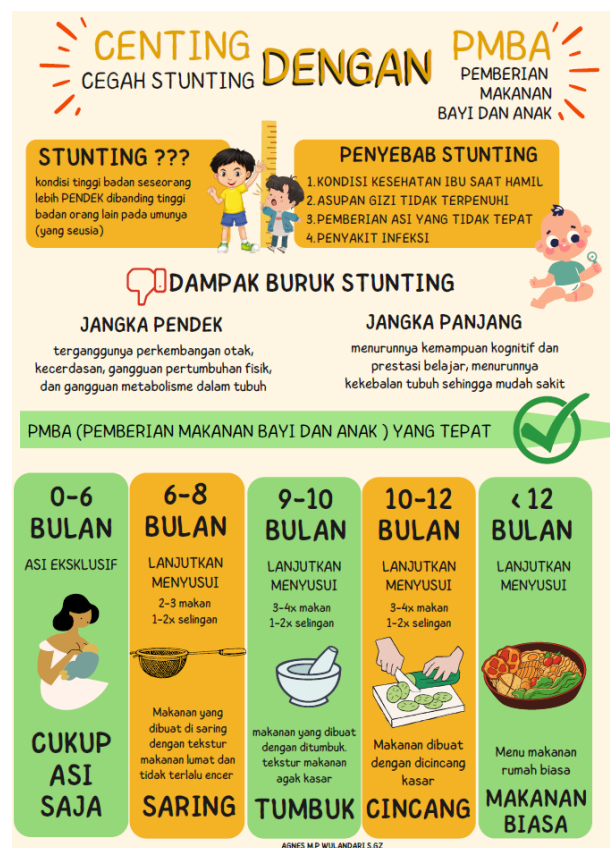 CENTING
CEGAH STUNTING
DENGAN
PMBA
PEMBERIAN
MAKANAN
BAYI DAN ANAK
STUNTING ???
kondisi tinggi badan seseorang
lebih PENDEK dibanding tinggi
badan orang lain pada umunya
(yang seusia)
PENYEBAB STUNTING
1.KONDISI KESEHATAN IBU SAAT HAMIL
2.ASUPAN GIZI TIDAK TERPENUHI
3.PEMBERIAN ASI YANG TIDAK TEPAT
4.PENYAKIT INFEKSI
DAMPAK BURUK STUNTING
JANGKA PENDEK
terganggunya perkembangan otak,
kecerdasan, gangguan pertumbuhan fisik,
dan gangguan metabolisme dalam tubuh
JANGKA PANJANG
menurunnya kemampuan kognitif dan
prestasi belajar, menurunnya
kekebalan tubuh sehingga mudah sakit
PMBA (PEMBERIAN MAKANAN BAYI DAN ANAK ) YANG TEPAT
0-6
BULAN
ASI EKSKLUSIF
CUKUP
ASI
SAJA
6-8
BULAN
LANJUTKAN
MENYUSUI
2-3 makan
1-2x selingan
Makanan yang
dibuat di saring
dengan tekstur
makanan lumat dan
tidak terlalu encer
SARING
9-10
BULAN
LANJUTKAN
MENYUSUI
3-4x makan
1-2x selingan
makanan yang dibuat
dengan ditumbuk.
tekstur makanan
agak kasar
TUMBUK
10-12
BULAN
LANJUTKAN
MENYUSUI
3-4x makan
1-2x selingan
Makanan dibuat
dengan dicincang
kasar
CINCANG
< 12
BULAN
LANJUTKAN
MENYUSUI
Menu makanan
rumah biasa
MAKANAN
BIASA
AGNES M.P WULANDARI S.GZ